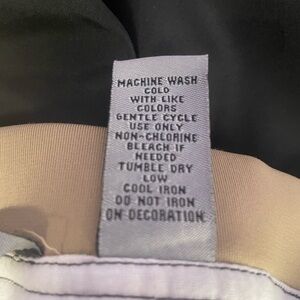 MACHINE WASH
COLD
WITH LIKE
COLORS
GENTLE CYCLE
USE ONLY
NON-CHLORINE
BLEACH IF
NEEDED
TUMBLE DRY
LOW
COOL IRON
DO NOT IRON
ON DECORATION